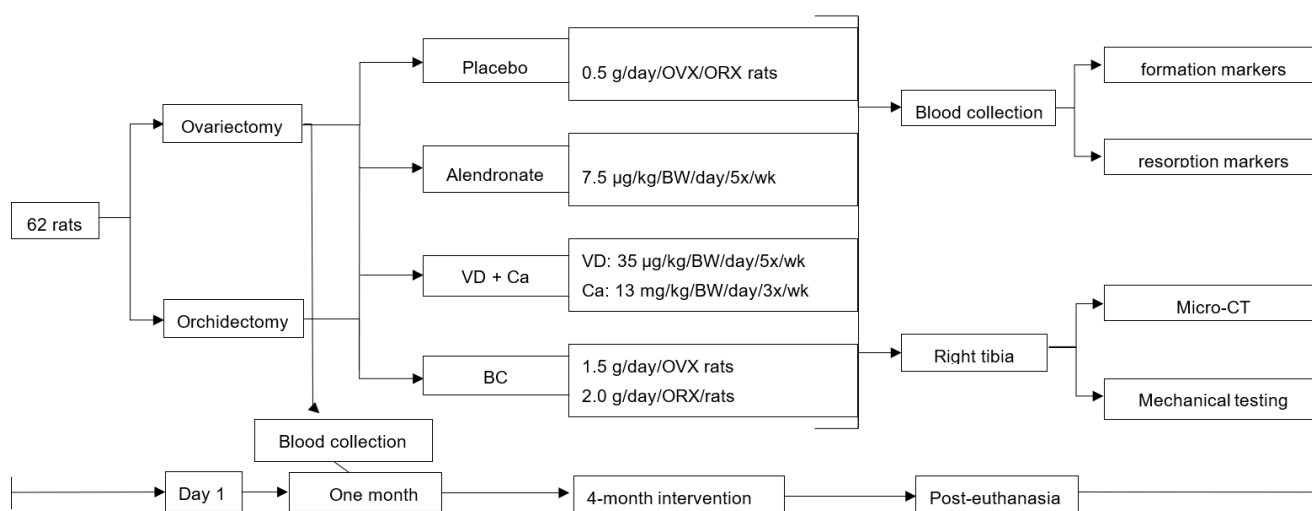 62 rats
Ovariectomy
Orchidectomy
Placebo
0.5 g/day/OVX/ORX rats
Alendronate
7.5 µg/kg/BW/day/5x/wk
VD + Ca
VD: 35 µg/kg/BW/day/5x/wk
Ca: 13 mg/kg/BW/day/3x/wk
BC
1.5 g/day/OVX rats
2.0 g/day/ORX/rats
Blood collection
formation markers
resorption markers
Right tibia
Micro-CT
Mechanical testing
Blood collection
Day 1
One month
4-month intervention
Post-euthanasia